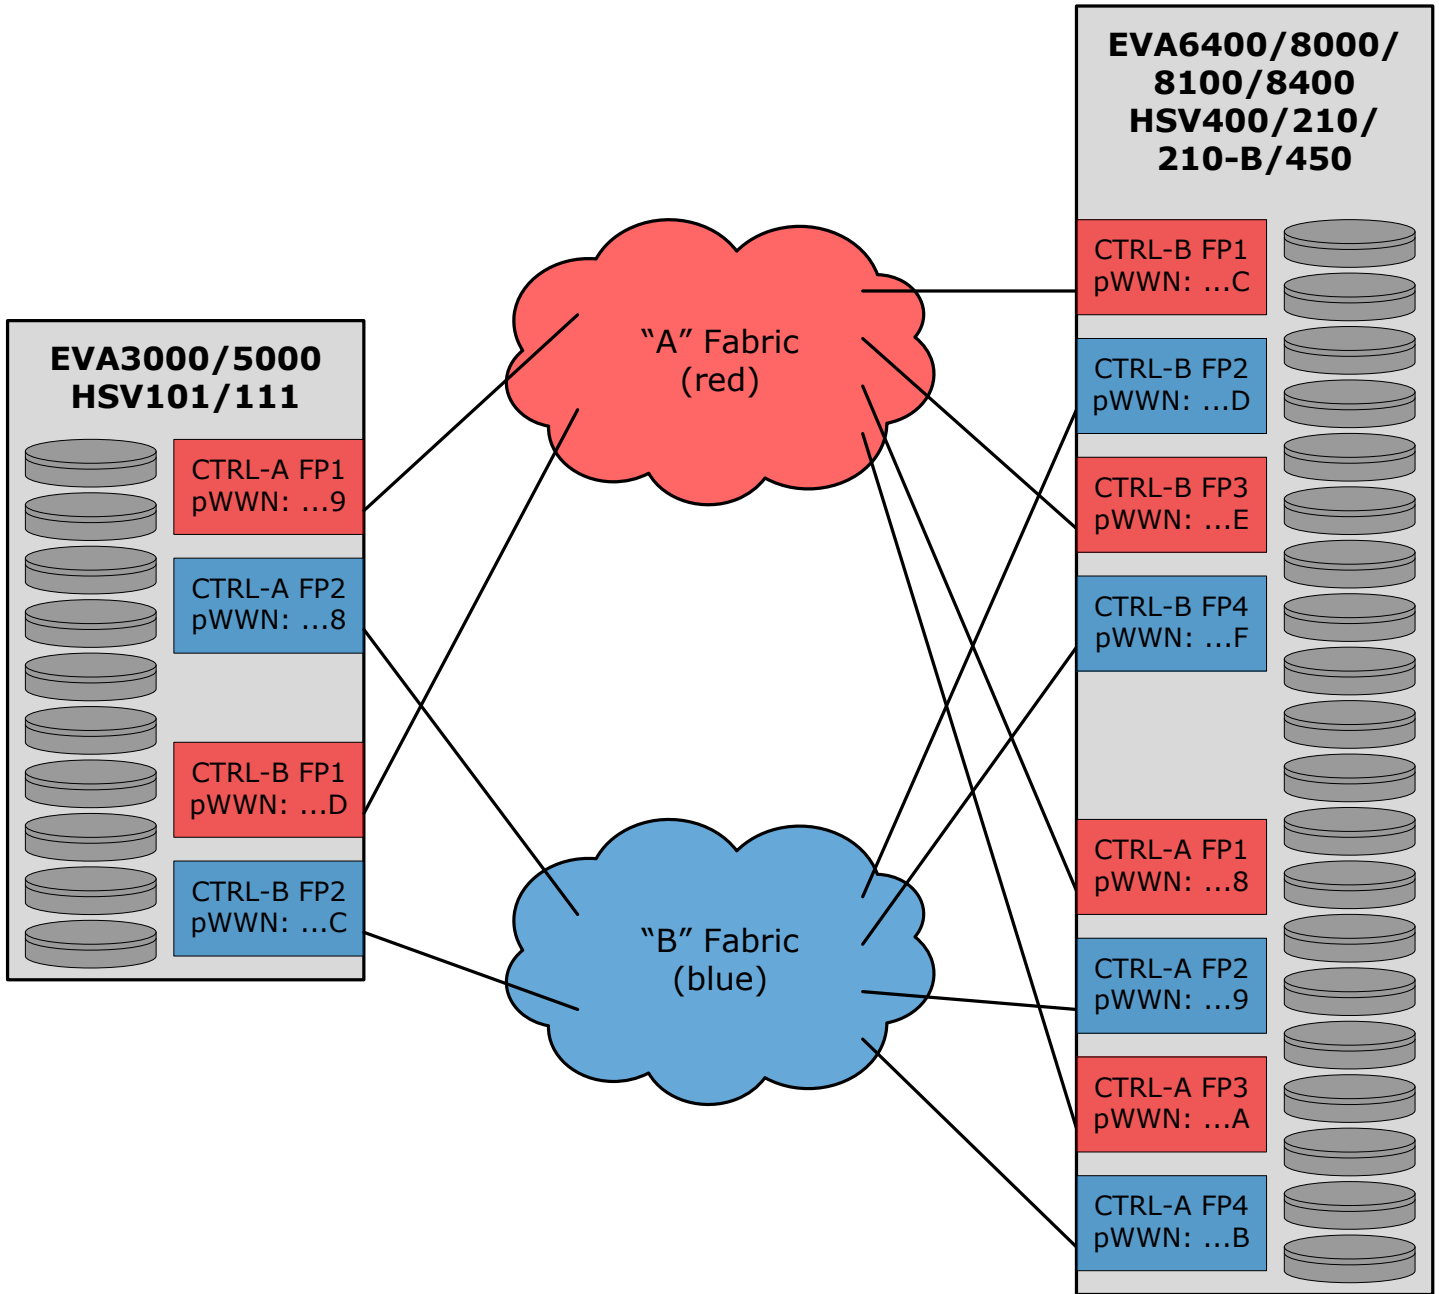 EVA3000/5000
HSV101/111
CTRL-A FP1
pWWN: ...9
CTRL-A FP2
pWWN: ...8
CTRL-B FP1
pWWN: ...D
CTRL-B FP2
pWWN: ...C
“A” Fabric
(red)
“B” Fabric
(blue)
EVA6400/8000/
8100/8400
HSV400/210/
210-B/450
CTRL-B FP1
pWWN: ...C
CTRL-B FP2
pWWN: ...D
CTRL-B FP3
pWWN: ...E
CTRL-B FP4
pWWN: ...F
CTRL-A FP1
pWWN: ...8
CTRL-A FP2
pWWN: ...9
CTRL-A FP3
pWWN: ...A
CTRL-A FP4
pWWN: ...B